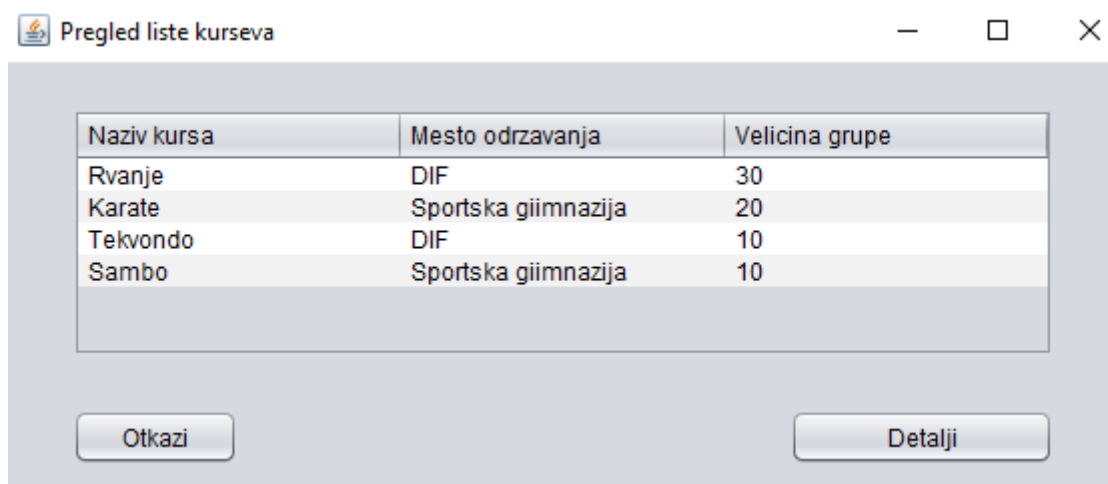 Pregled liste kurseva
Naziv kursa Mesto odrzavanja Velicina grupe
Rvanje DIF 30
Karate Sportska giimnazija 20
Tekvondo DIF 10
Sambo Sportska giimnazija 10
Otkazi Detalji